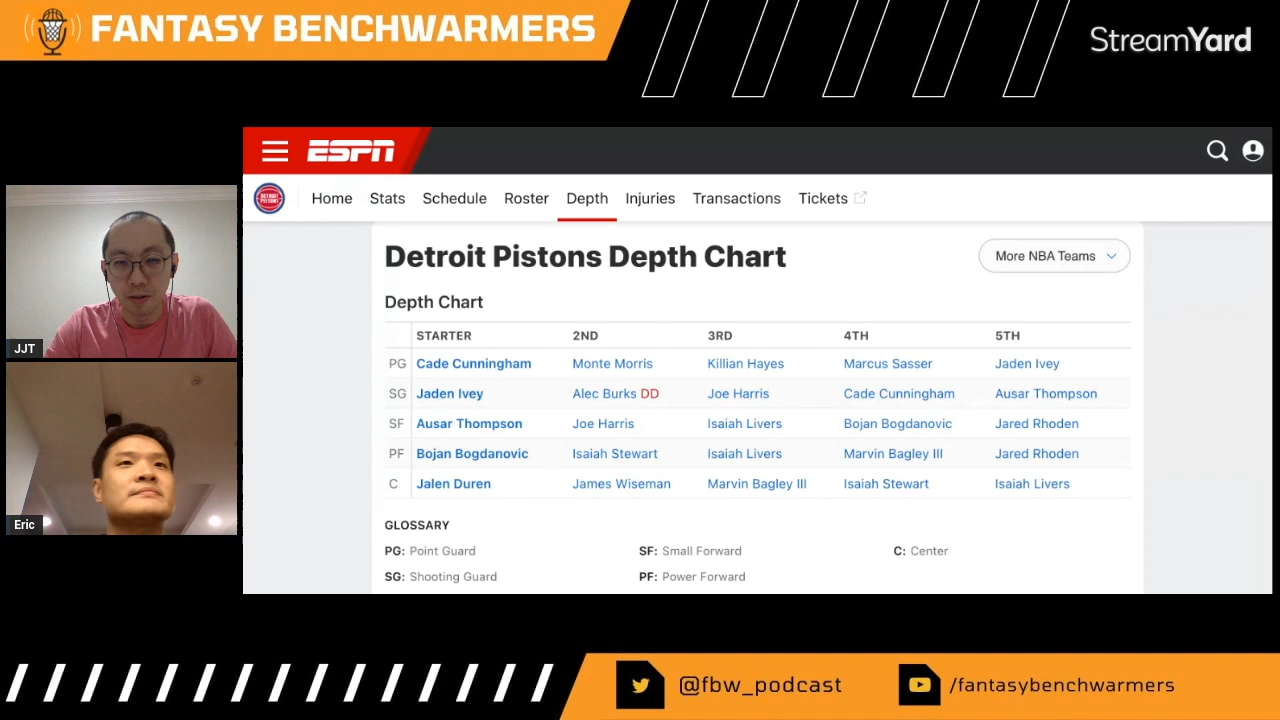 FANTASY BENCHWARMERS
StreamYard
ESPN
Home Stats Schedule Roster Depth Injuries Transactions Tickets
Detroit Pistons Depth Chart
More NBA Teams
Depth Chart
STARTER 2ND 3RD 4TH 5TH
PG Cade Cunningham Monte Morris Killian Hayes Marcus Sasser Jaden Ivey
SG Jaden Ivey Alec Burks DD Joe Harris Cade Cunningham Ausar Thompson
SF Ausar Thompson Joe Harris Isaiah Livers Bojan Bogdanovic Jared Rhoden
PF Bojan Bogdanovic Isaiah Stewart Isaiah Livers Marvin Bagley III Jared Rhoden
C Jalen Duren James Wiseman Marvin Bagley III Isaiah Stewart Isaiah Livers
GLOSSARY
PG: Point Guard SF: Small Forward C: Center
SG: Shooting Guard PF: Power Forward
JJT
Eric
@fbw_podcast /fantasybenchwarmers